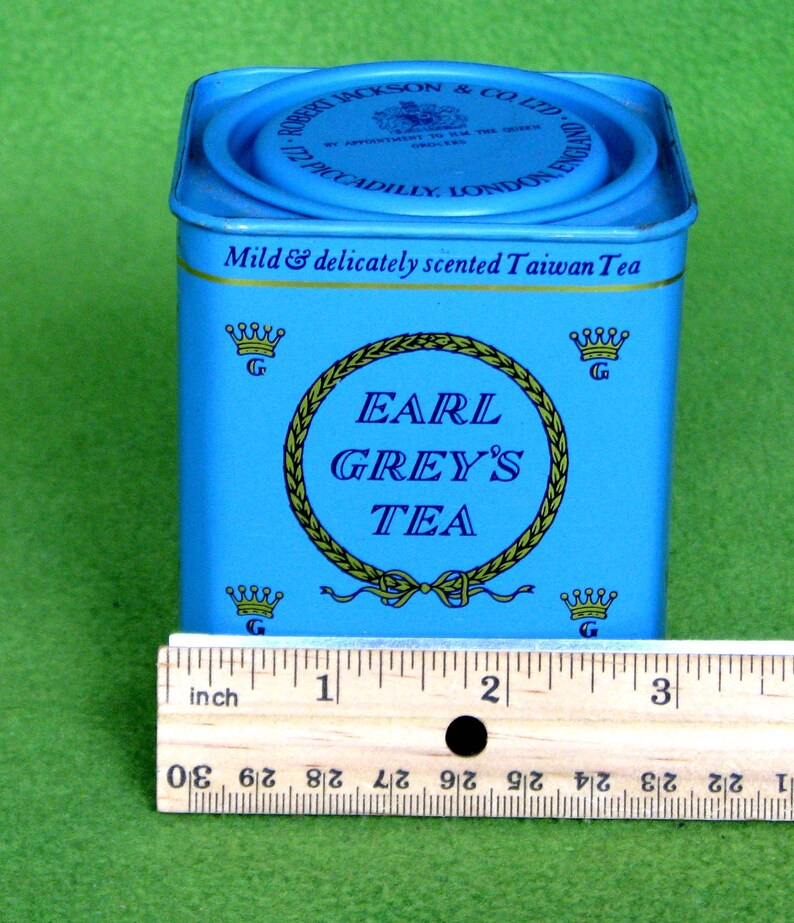 · ROBERT JACKSON & CO. LTD ·
BY APPOINTMENT TO H.M. THE QUEEN
GROCERS
172 PICCADILLY, LONDON, ENGLAND
Mild & delicately scented Taiwan Tea
G G
EARL
GREY'S
TEA
G G
1 2 3
inch
30 29 28 27 26 25 24 23 22